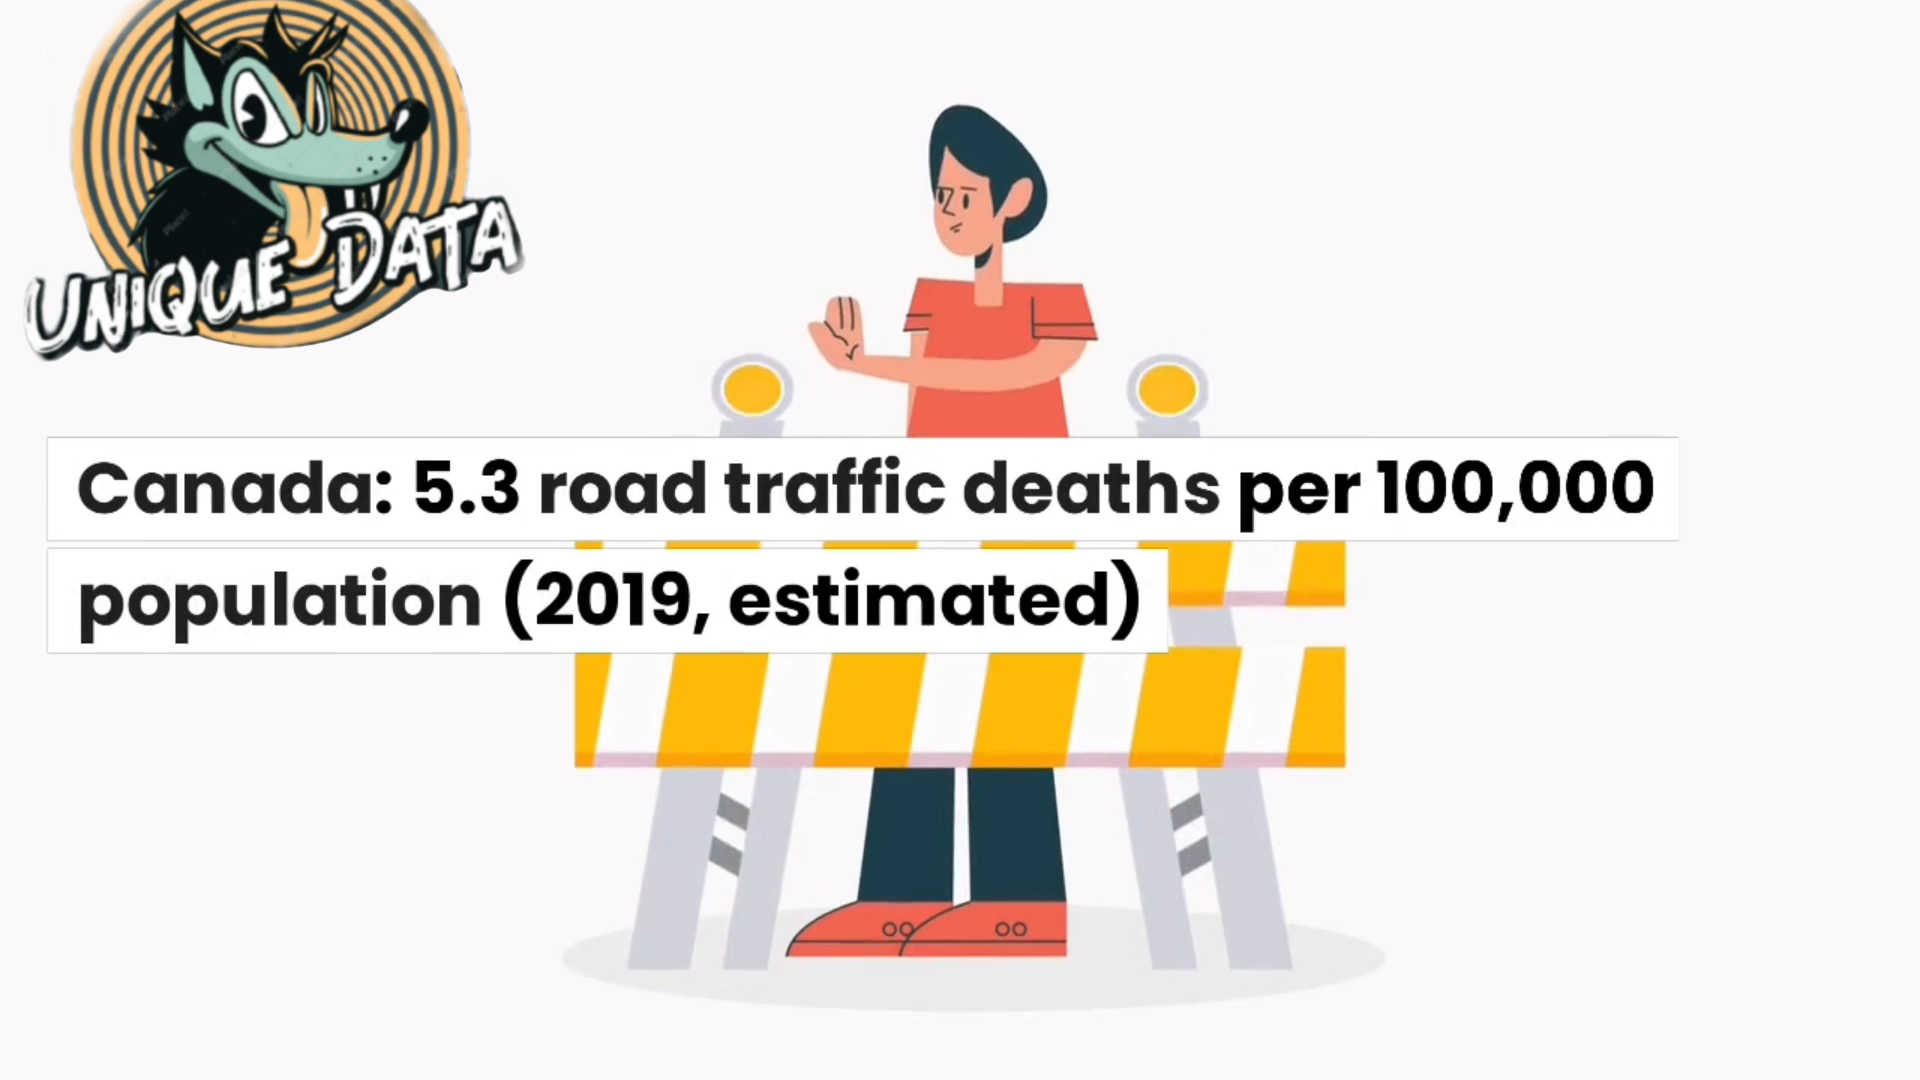 UNIQUE DATA
Canada: 5.3 road traffic deaths per 100,000
population (2019, estimated)